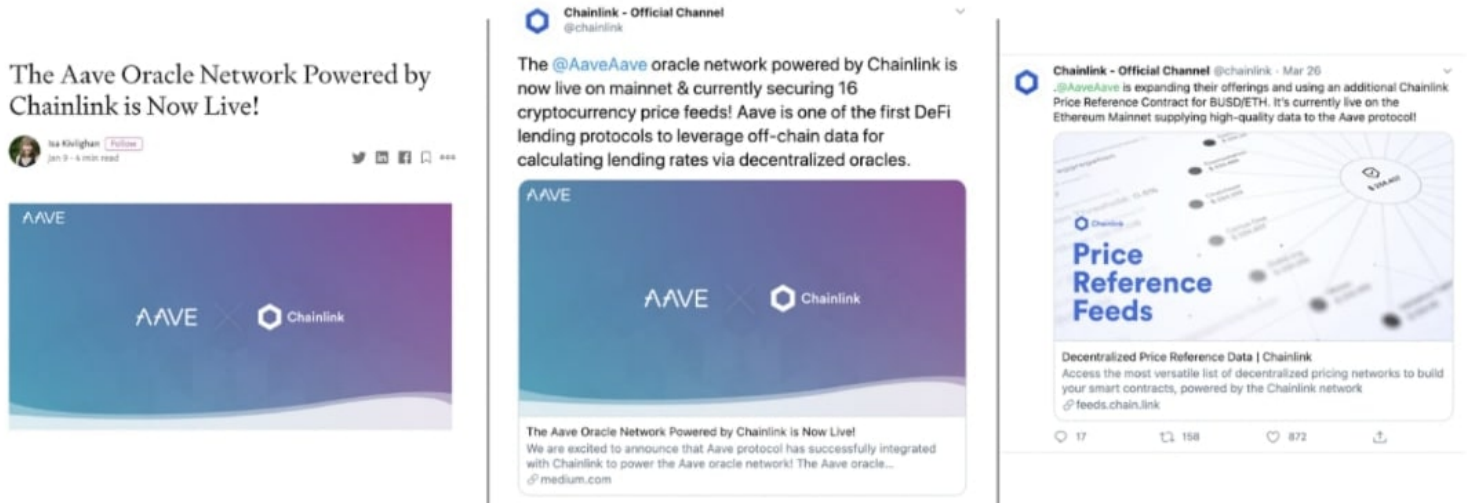 The Aave Oracle Network Powered by
Chainlink is Now Live!
Isa Kivlighan Follow
Jan 9 · 4 min read
AAVE
AAVE
Chainlink
Chainlink - Official Channel
@chainlink
The @AaveAave oracle network powered by Chainlink is
now live on mainnet & currently securing 16
cryptocurrency price feeds! Aave is one of the first DeFi
lending protocols to leverage off-chain data for
calculating lending rates via decentralized oracles.
AAVE
AAVE
Chainlink
The Aave Oracle Network Powered by Chainlink is Now Live!
We are excited to announce that Aave protocol has successfully integrated
with Chainlink to power the Aave oracle network! The Aave oracle...
medium.com
Chainlink - Official Channel @chainlink · Mar 26
.@AaveAave is expanding their offerings and using an additional Chainlink
Price Reference Contract for BUSD/ETH. It's currently live on the
Ethereum Mainnet supplying high-quality data to the Aave protocol!
Chainlink
Price
Reference
Feeds
Decentralized Price Reference Data | Chainlink
Access the most versatile list of decentralized pricing networks to build
your smart contracts, powered by the Chainlink network
feeds.chain.link
17 158 872